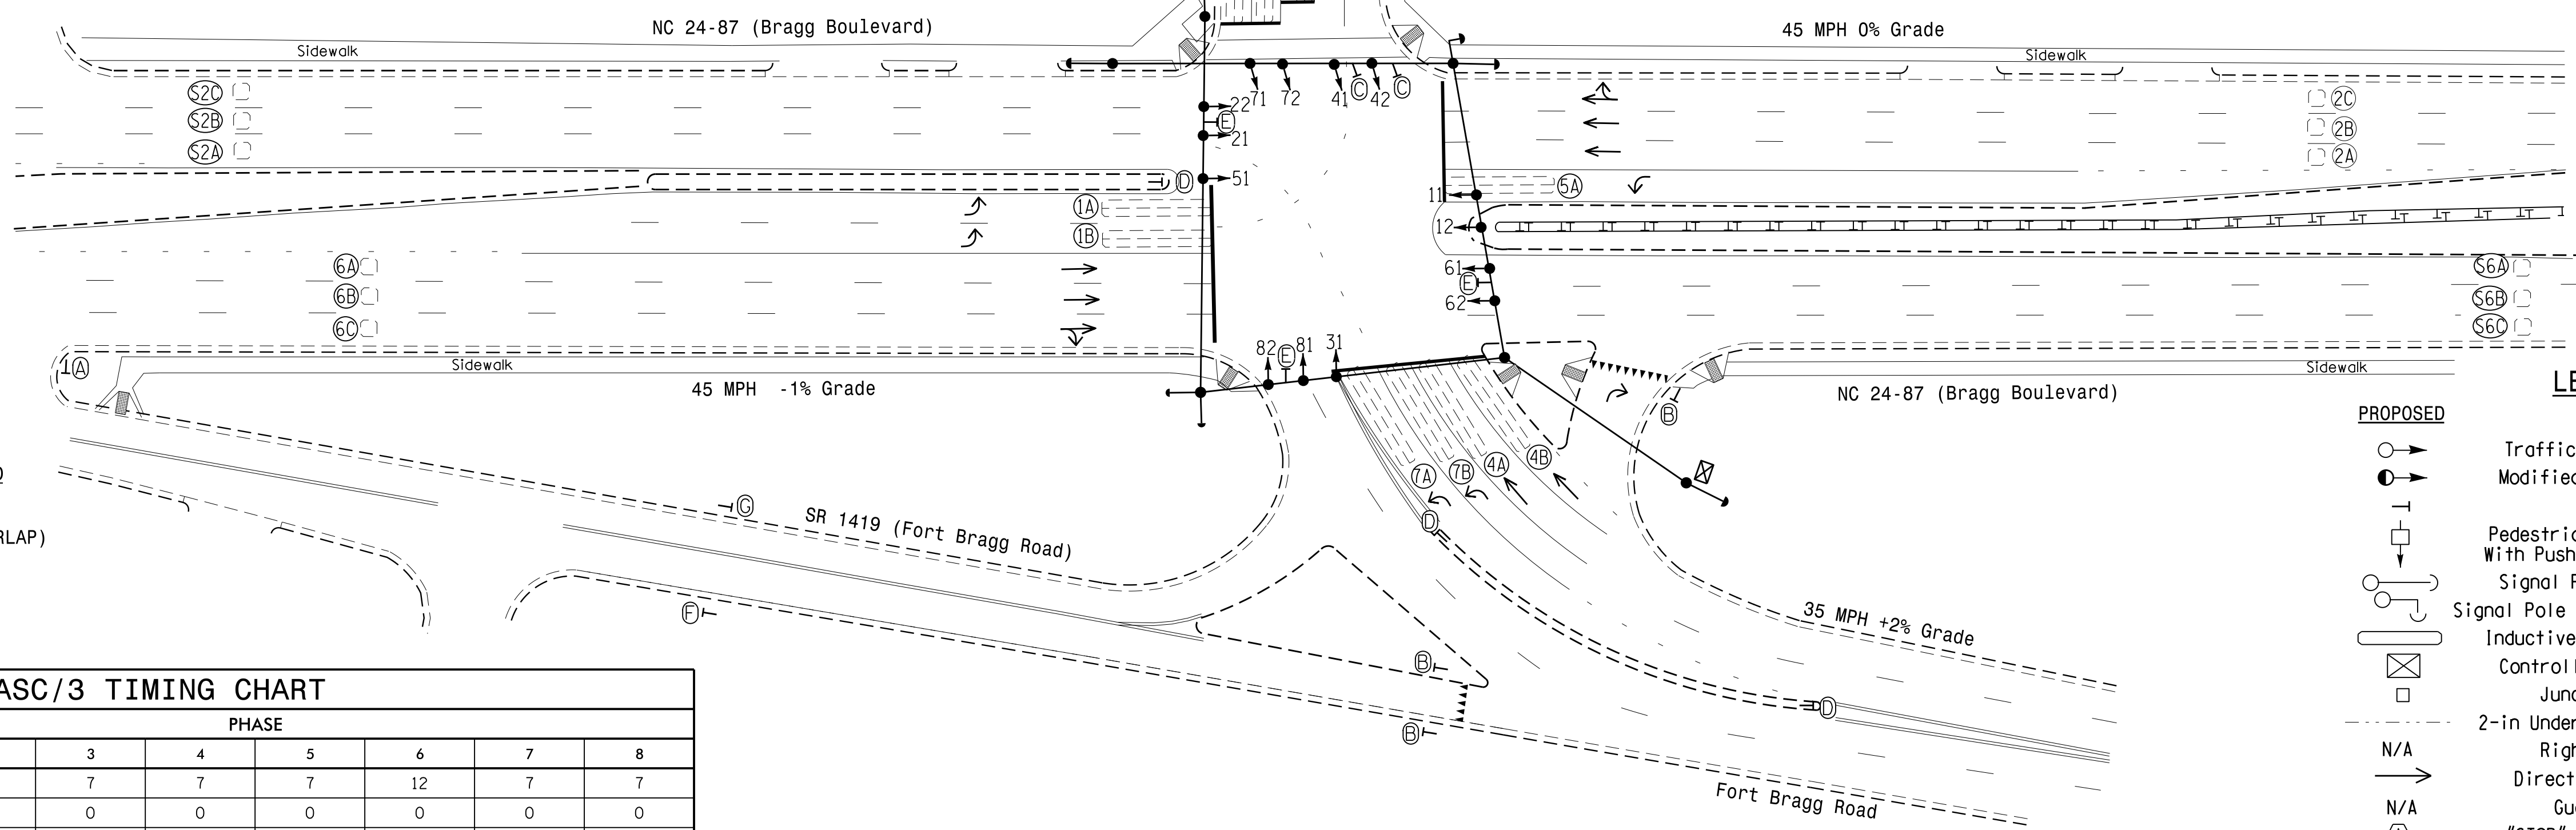 NC 24-87 (Bragg Boulevard)
45 MPH 0% Grade
Sidewalk
Sidewalk
S2C
S2B
S2A
22
71
72
41
C
42
C
E
21
D
51
2C
2B
2A
5A
11
12
1A
1B
6A
6B
6C
61
E
62
S6A
S6B
S6C
82
E
81
31
A
Sidewalk
45 MPH -1% Grade
Sidewalk
NC 24-87 (Bragg Boulevard)
B
7A
7B
4A
4B
D
G
SR 1419 (Fort Bragg Road)
F
35 MPH +2% Grade
B
B
D
Fort Bragg Road
RLAP)
ASC/3 TIMING CHART
PHASE
3 4 5 6 7 8
7 7 7 12 7 7
0 0 0 0 0 0
LE
PROPOSED
Traffic
Modified
Pedestric
With Push
Signal P
Signal Pole
Inductive
Controll
Junc
2-in Under
N/A Righ
Direct
N/A Gu